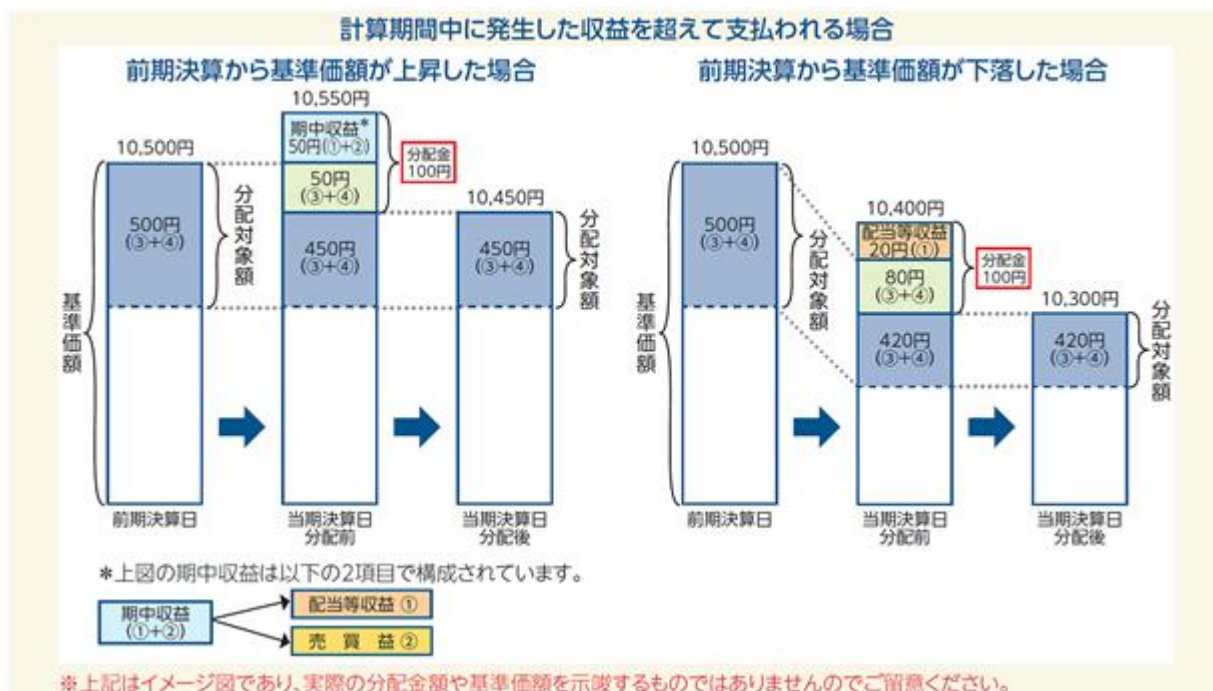 計算期間中に発生した収益を超えて支払われる場合
前期決算から基準価額が上昇した場合
10,500円
500円
(③+④)
分配対象額
基準価額
前期決算日
10,550円
期中収益*
50円(①+②)
50円
(③+④)
450円
(③+④)
分配金
100円
当期決算日
分配前
10,450円
450円
(③+④)
分配対象額
当期決算日
分配後
前期決算から基準価額が下落した場合
10,500円
500円
(③+④)
分配対象額
基準価額
前期決算日
10,400円
配当等収益
20円(①)
80円
(③+④)
420円
(③+④)
分配金
100円
当期決算日
分配前
10,300円
420円
(③+④)
分配対象額
当期決算日
分配後
*上図の期中収益は以下の2項目で構成されています。
期中収益
(①+②)
配当等収益 ①
売 買 益 ②
※上記はイメージ図であり、実際の分配金額や基準価額を示唆するものではありませんのでご留意ください。